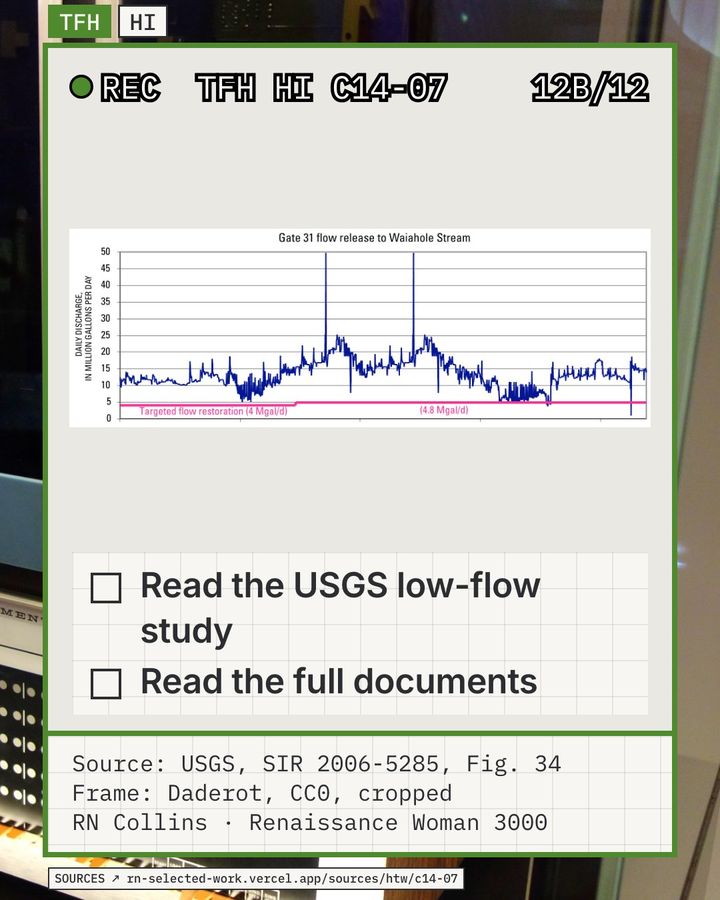 TFH HI
REC TFH HI C14-07 12B/12
Gate 31 flow release to Waiahole Stream
DAILY DISCHARGE,
IN MILLION GALLONS PER DAY
50
45
40
35
30
25
20
15
10
5
0
Targeted flow restoration (4 Mgal/d)
(4.8 Mgal/d)
Read the USGS low-flow
study
Read the full documents
MEN
Source: USGS, SIR 2006-5285, Fig. 34
Frame: Daderot, CC0, cropped
RN Collins · Renaissance Woman 3000
SOURCES ↗ rn-selected-work.vercel.app/sources/htw/c14-07